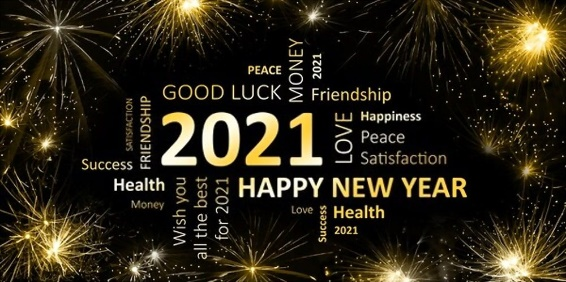 PEACE
MONEY
2021
GOOD LUCK
Friendship
SATISFACTION
FRIENDSHIP
2021
LOVE
Happiness
Peace
Satisfaction
Success
Health
Money
Wish you
all the best
for 2021
HAPPY NEW YEAR
Love
Success
Health
2021